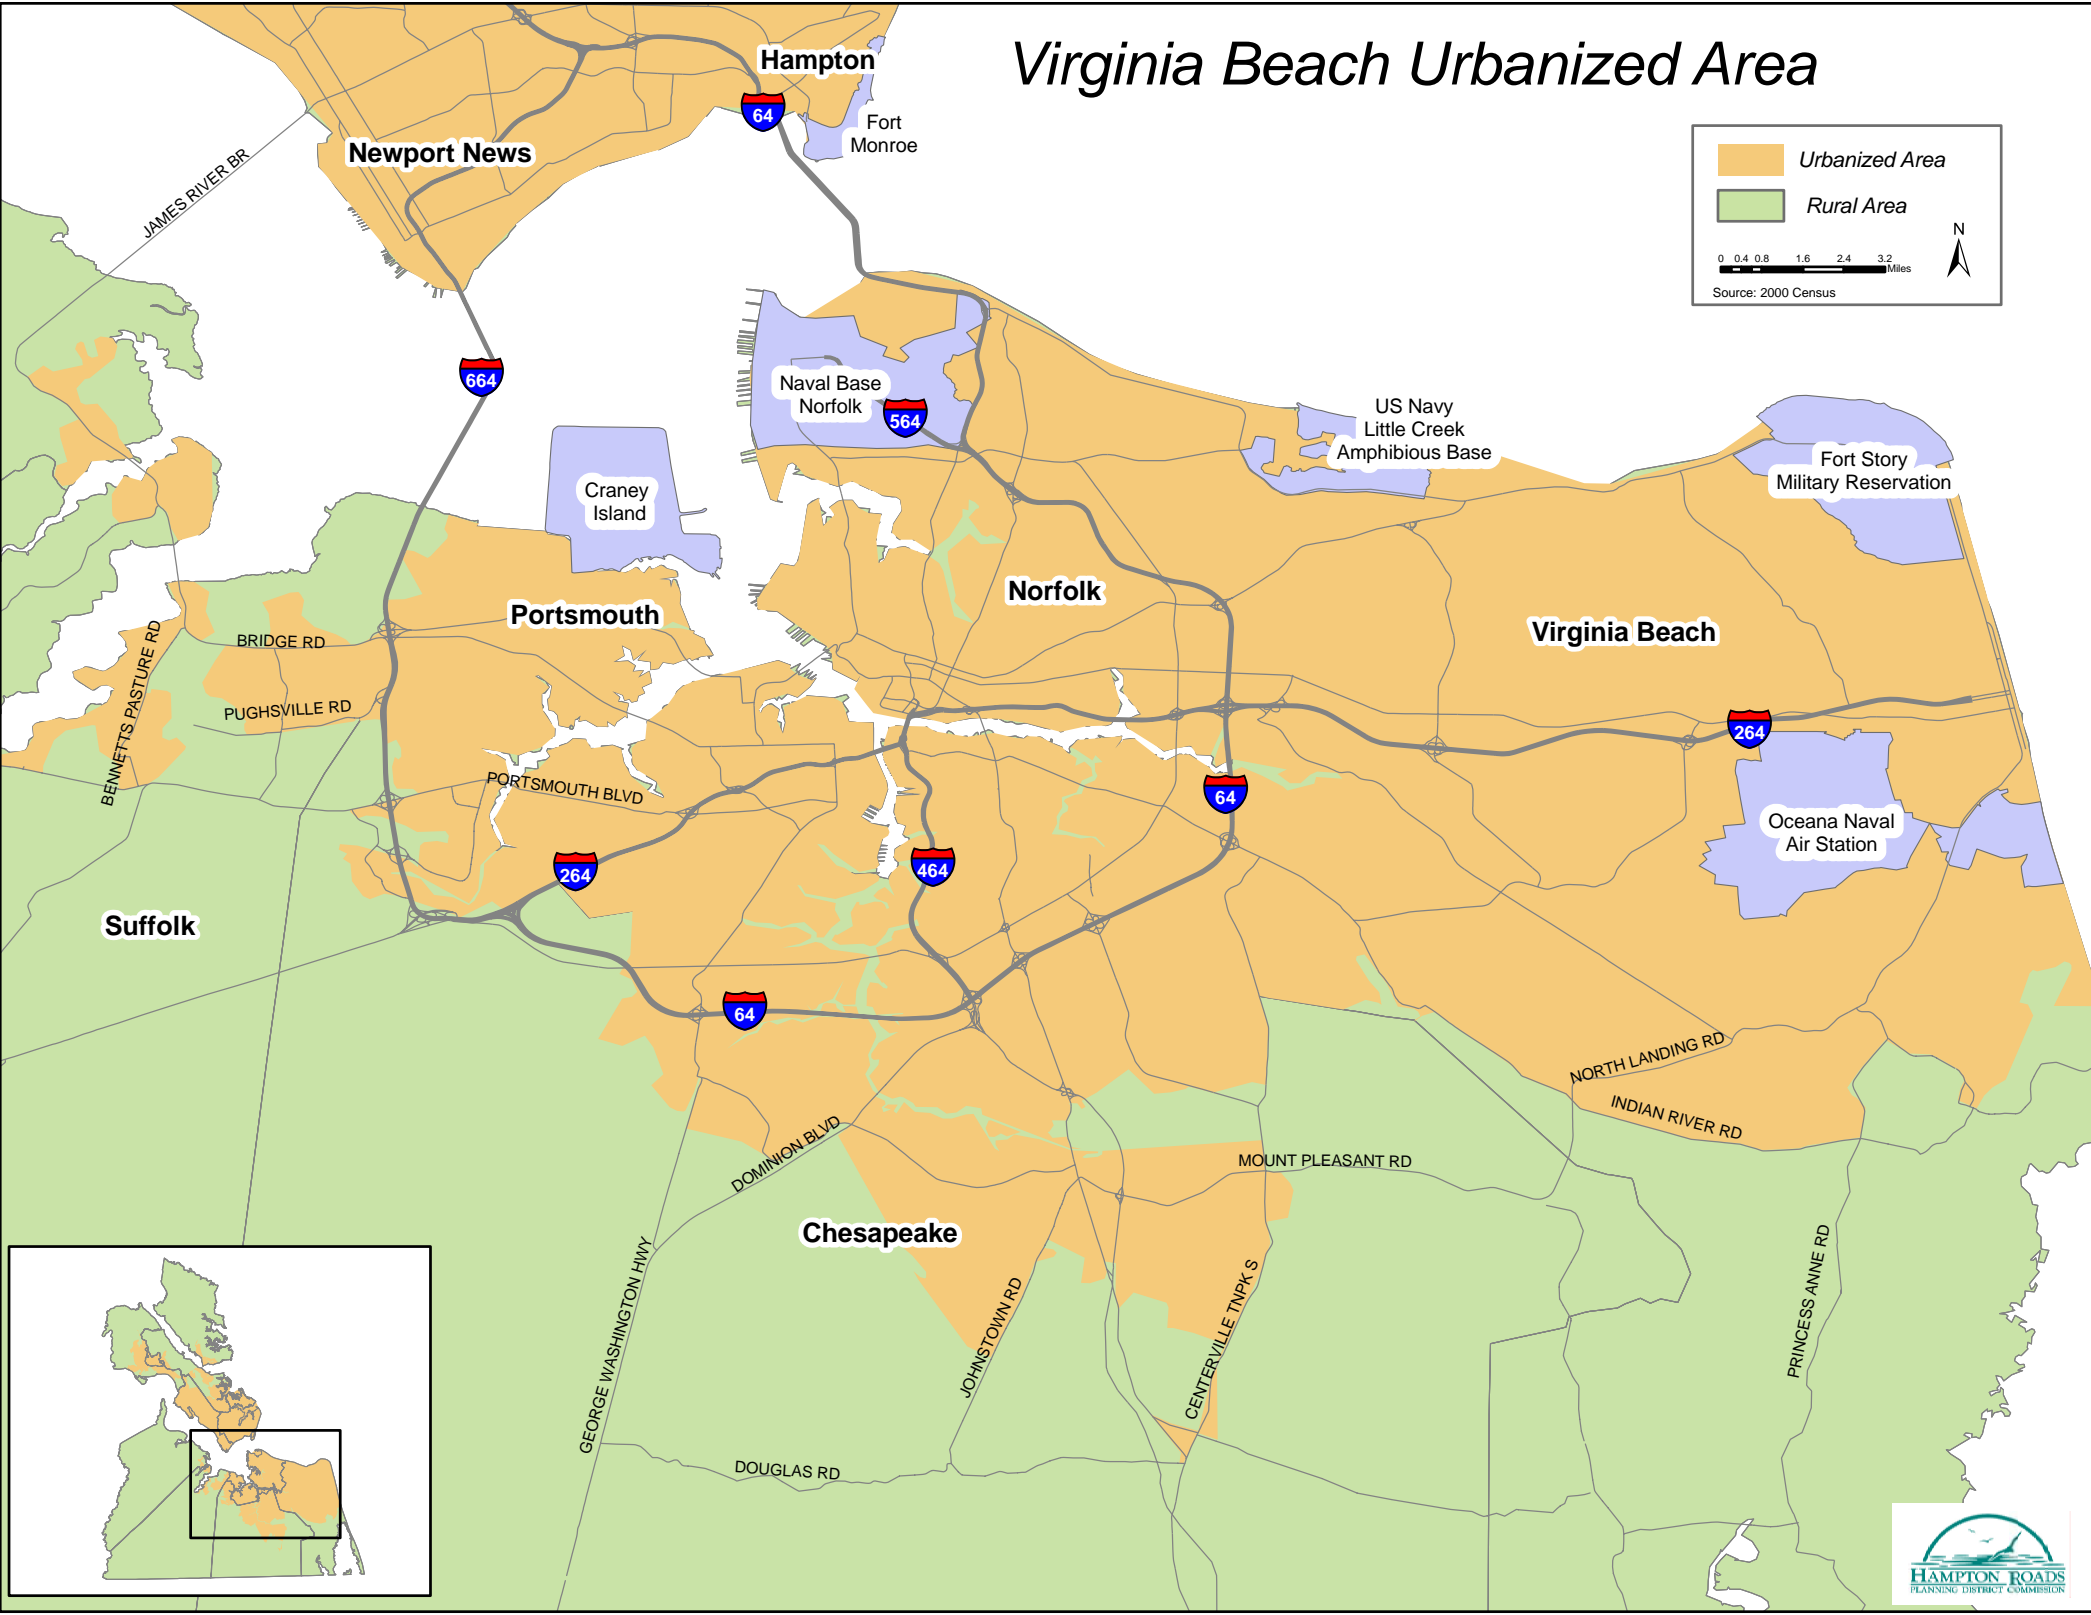 Virginia Beach Urbanized Area
Hampton
64
Fort
Monroe
Newport News
JAMES RIVER BR
Urbanized Area
Rural Area
N
0 0.4 0.8 1.6 2.4 3.2
Miles
Source: 2000 Census
664
Naval Base
Norfolk
564
US Navy
Little Creek
Amphibious Base
Fort Story
Military Reservation
Craney
Island
Norfolk
Portsmouth
Virginia Beach
BRIDGE RD
BENNETTS PASTURE RD
PUGHSVILLE RD
264
PORTSMOUTH BLVD
64
Oceana Naval
Air Station
264
464
Suffolk
64
NORTH LANDING RD
INDIAN RIVER RD
DOMINION BLVD
MOUNT PLEASANT RD
Chesapeake
GEORGE WASHINGTON HWY
JOHNSTOWN RD
CENTERVILLE TNPK S
PRINCESS ANNE RD
DOUGLAS RD
HAMPTON ROADS
PLANNING DISTRICT COMMISSION